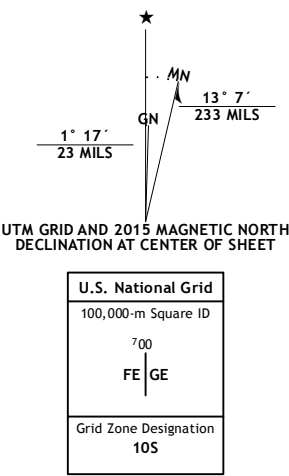 ★
MN
GN
13° 7´
233 MILS
1° 17´
23 MILS
UTM GRID AND 2015 MAGNETIC NORTH
DECLINATION AT CENTER OF SHEET
U.S. National Grid
100,000-m Square ID
⁷00
FE GE
Grid Zone Designation
10S